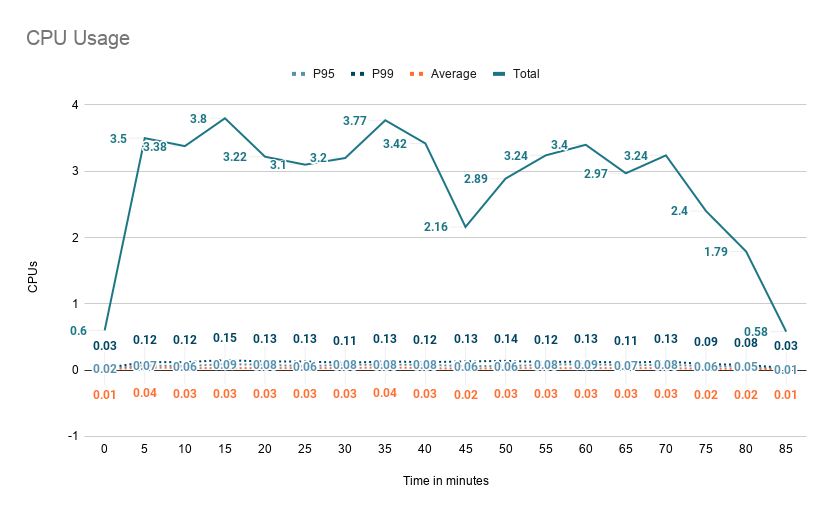 CPU Usage
P95 P99 Average Total
4
3
2
1
0
-1
CPUs
0.6 3.5 3.38 3.8 3.22 3.1 3.2 3.77 3.42 2.16 2.89 3.24 3.4 2.97 3.24 2.4 1.79 0.58
0.03 0.12 0.12 0.15 0.13 0.13 0.11 0.13 0.12 0.13 0.14 0.12 0.13 0.11 0.13 0.09 0.08 0.03
0.02 0.07 0.06 0.09 0.08 0.06 0.08 0.08 0.08 0.06 0.06 0.08 0.09 0.07 0.08 0.06 0.05 0.01
0.01 0.04 0.03 0.03 0.03 0.03 0.03 0.04 0.03 0.02 0.03 0.03 0.03 0.03 0.03 0.02 0.02 0.01
0 5 10 15 20 25 30 35 40 45 50 55 60 65 70 75 80 85
Time in minutes